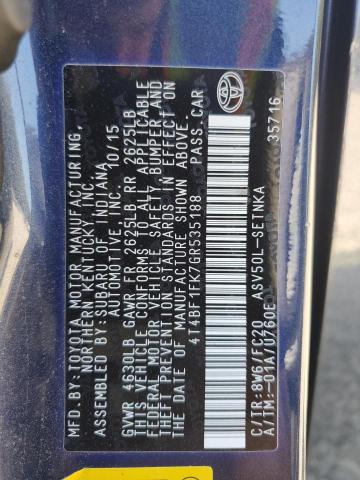 MFD.BY:TOYOTA MOTOR MANUFACTURING,
NORTHERN KENTUCKY, INC.
ASSEMBLED BY: SUBARU OF INDIANA
AUTOMOTIVE, INC. 10/15
GVWR 4630LB GAWR FR 2625LB RR 2625LB
THIS VEHICLE CONFORMS TO ALL APPLICABLE
FEDERAL MOTOR VEHICLE SAFETY, BUMPER, AND
THEFT PREVENTION STANDARDS IN EFFECT ON
THE DATE OF MANUFACTURE SHOWN ABOVE.
4T4BF1FK7GR535188 PASS.CAR
C/TR:8W6/FC20 ASV50L-SETNKA
A/TM:-01A/U760E 35716